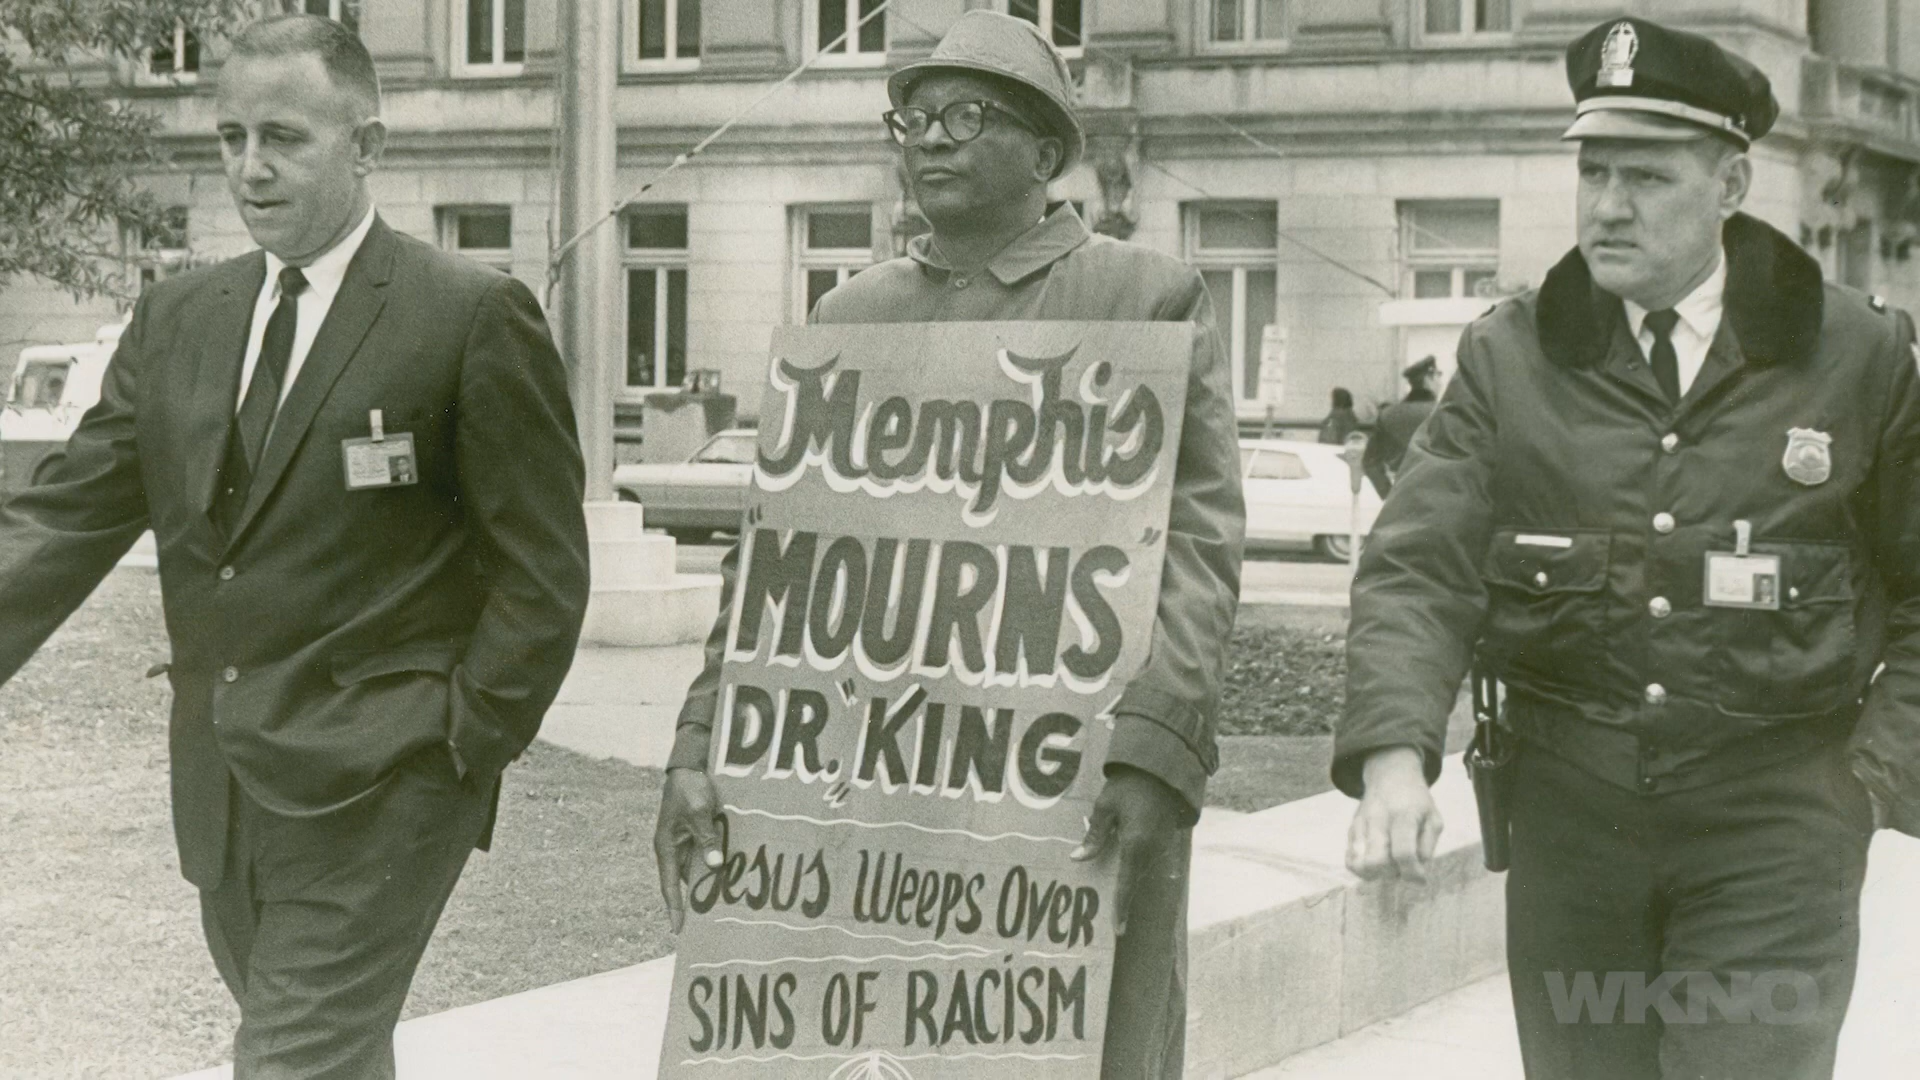 Memphis
"MOURNS"
DR. "KING"
Jesus Weeps Over
SINS OF RACISM
WKNO